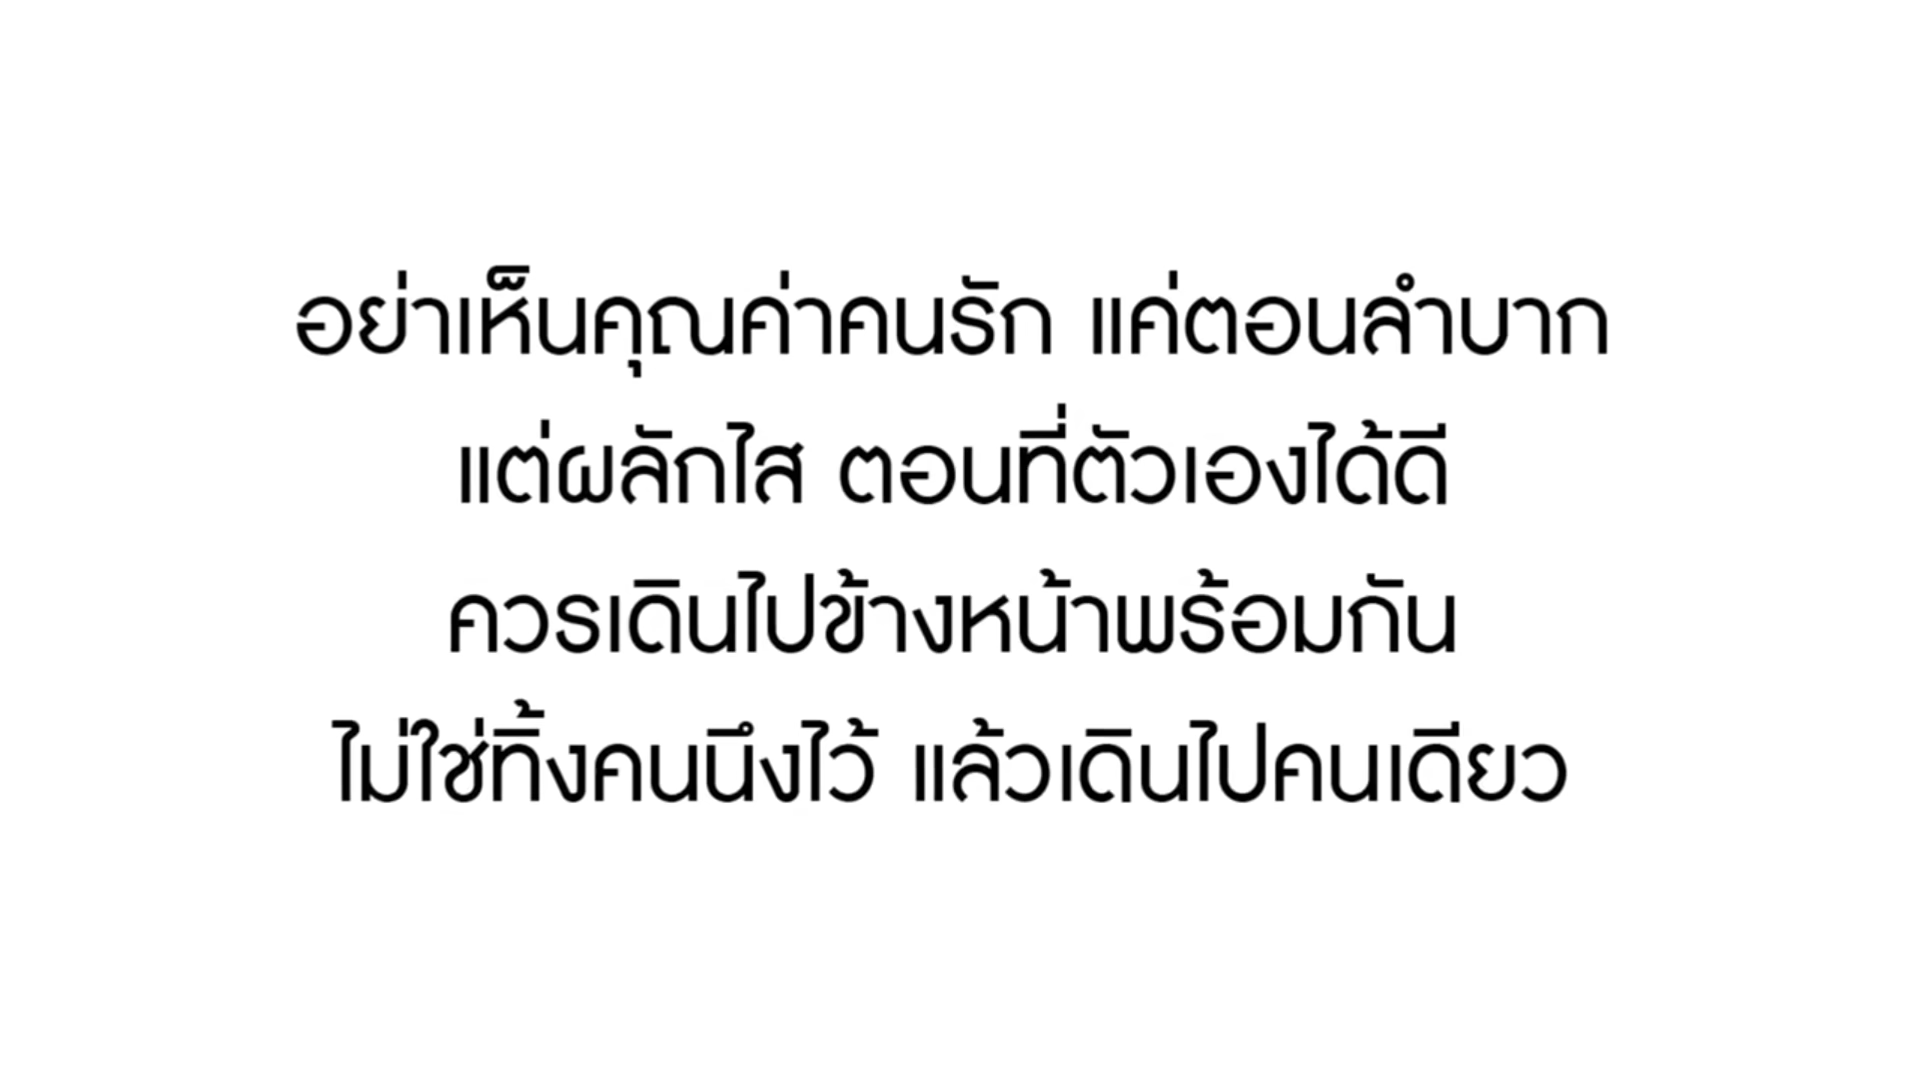 อย่าเห็นคุณค่าคนรัก แค่ตอนลำบาก
แต่ผลักไส ตอนที่ตัวเองได้ดี
ควรเดินไปข้างหน้าพร้อมกัน
ไม่ใช่ทิ้งคนนึงไว้ แล้วเดินไปคนเดียว